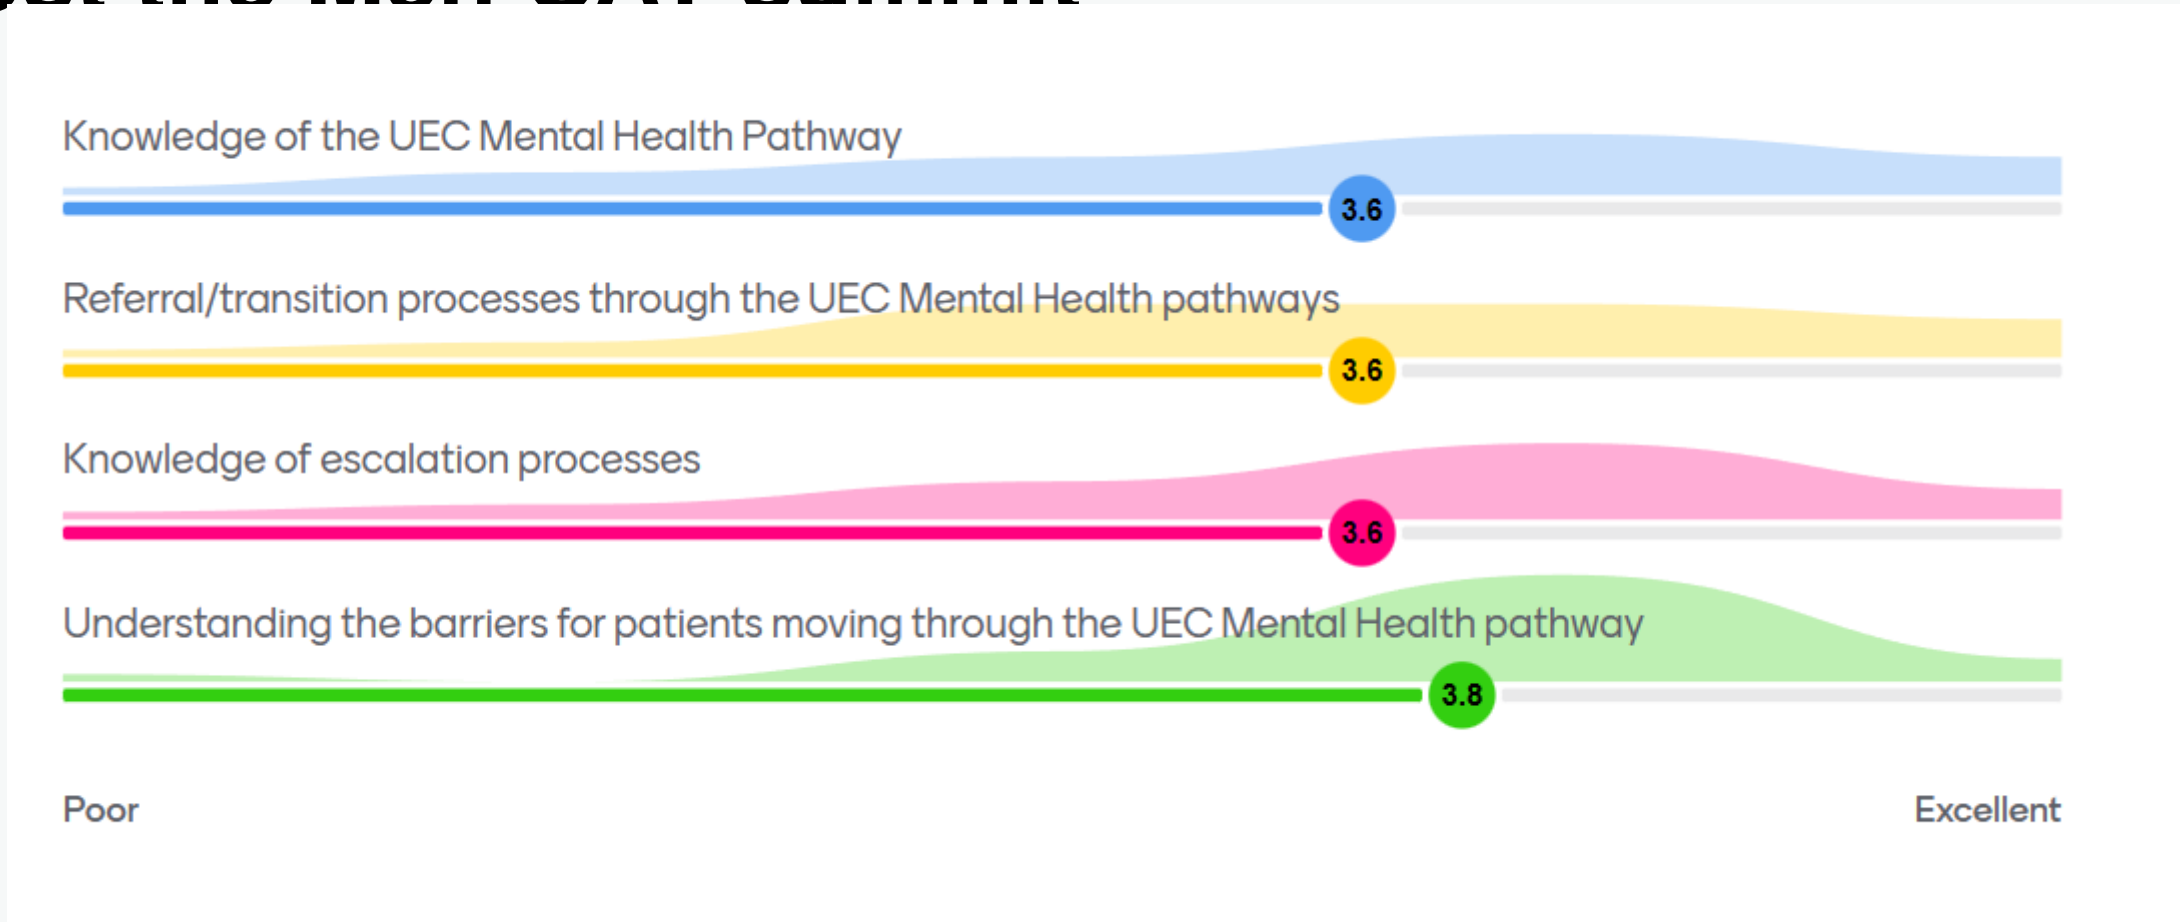 Knowledge of the UEC Mental Health Pathway
3.6
Referral/transition processes through the UEC Mental Health pathways
3.6
Knowledge of escalation processes
3.6
Understanding the barriers for patients moving through the UEC Mental Health pathway
3.8
Poor Excellent